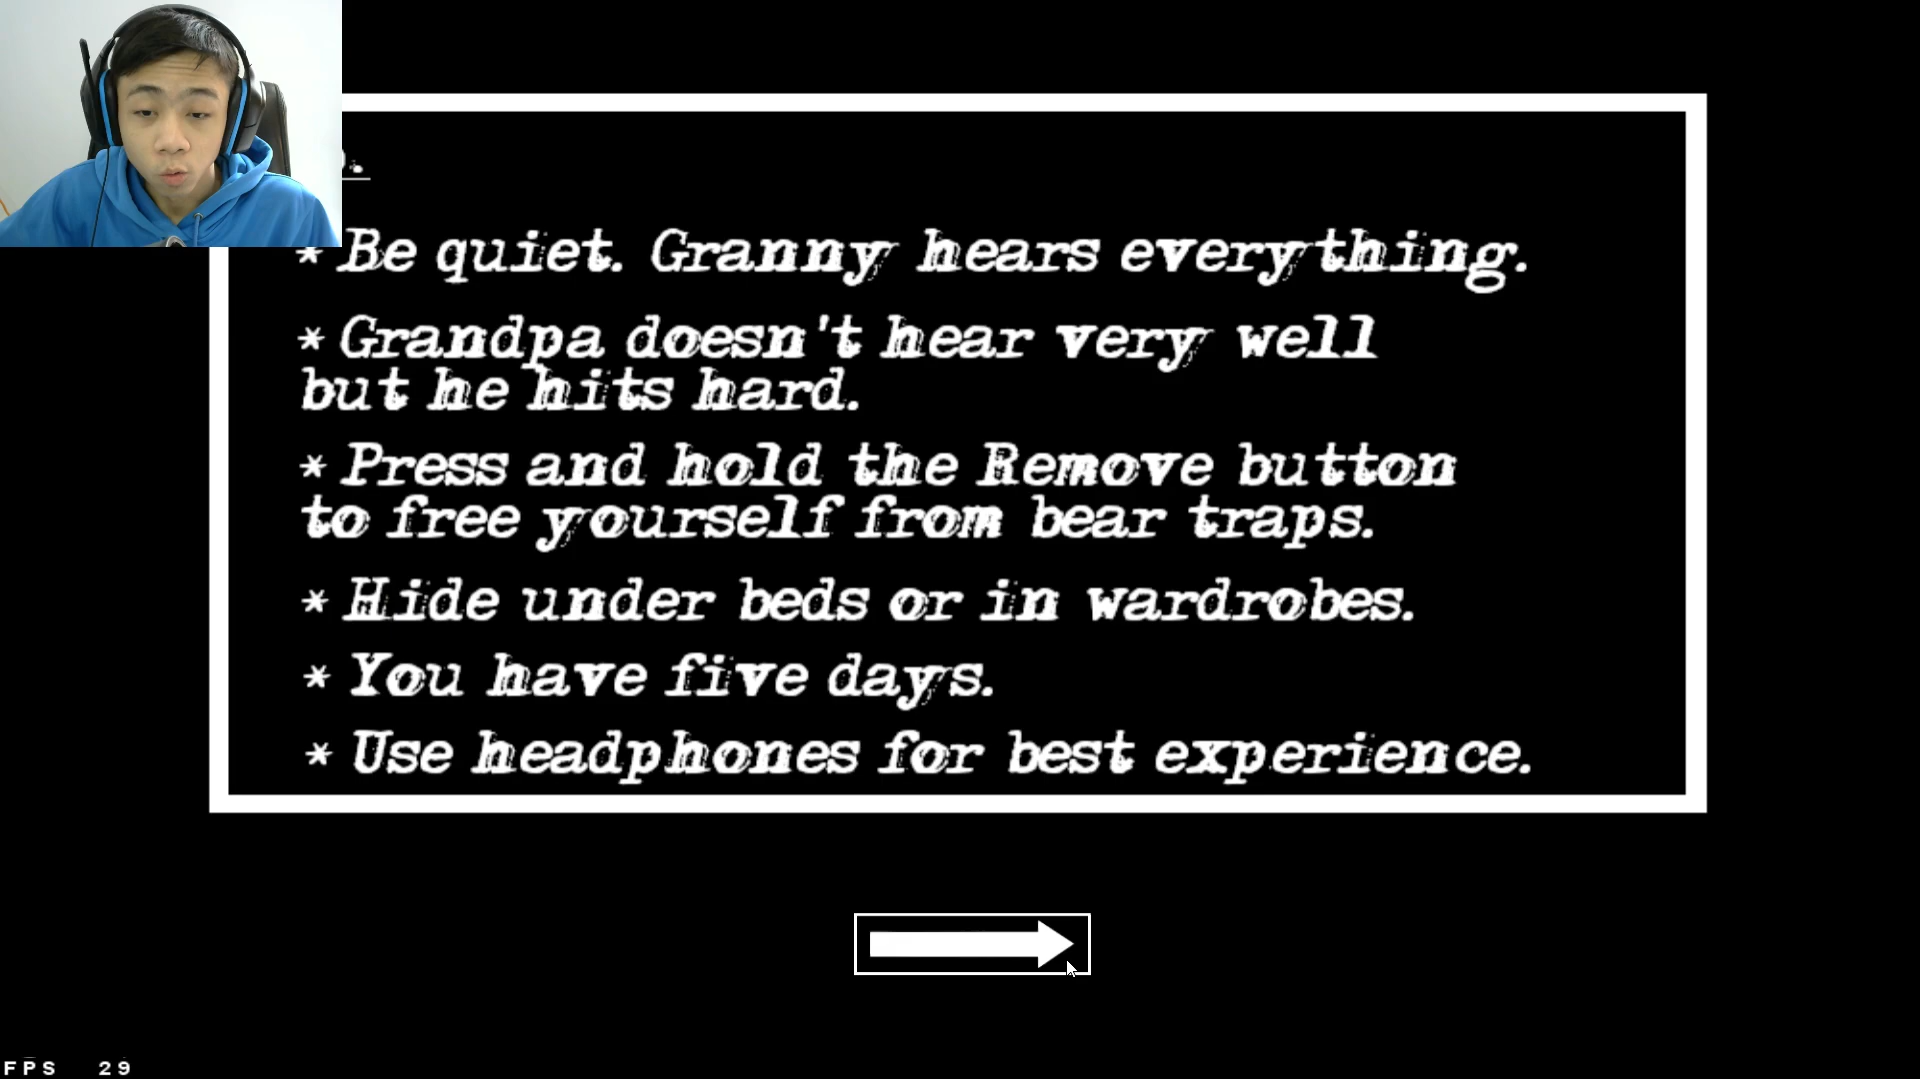 * Be quiet. Granny hears everything.
* Grandpa doesn't hear very well
but he hits hard.
* Press and hold the Remove button
to free yourself from bear traps.
* Hide under beds or in wardrobes.
* You have five days.
* Use headphones for best experience.
FPS 29